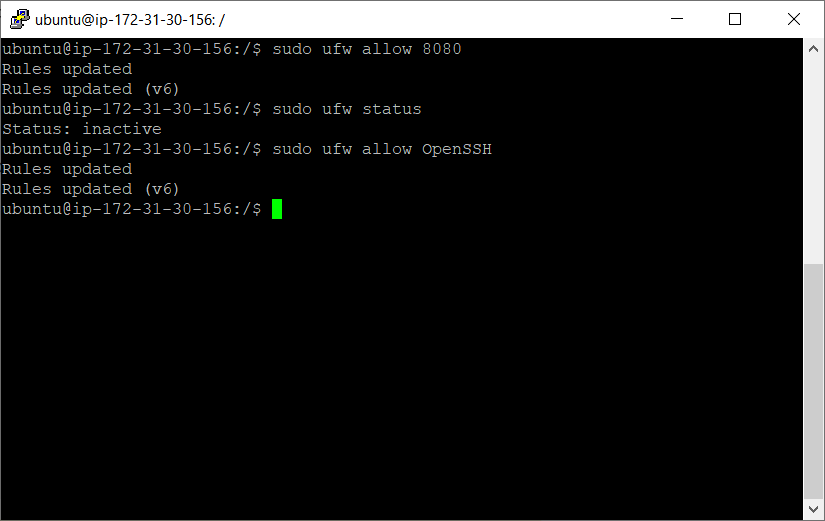 ubuntu@ip-172-31-30-156: /
ubuntu@ip-172-31-30-156:/$ sudo ufw allow 8080
Rules updated
Rules updated (v6)
ubuntu@ip-172-31-30-156:/$ sudo ufw status
Status: inactive
ubuntu@ip-172-31-30-156:/$ sudo ufw allow OpenSSH
Rules updated
Rules updated (v6)
ubuntu@ip-172-31-30-156:/$